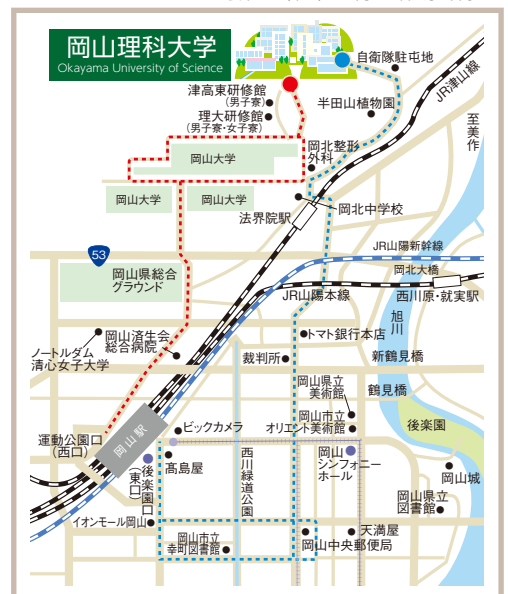 岡山理科大学
Okayama University of Science
自衛隊駐屯地
JR津山線
津高東研修館
(男子寮)
半田山植物園
至美作
理大研修館
(男子寮・女子寮)
岡北整形
外科
岡山大学
岡山大学
岡山大学
岡北中学校
法界院駅
53
JR山陽新幹線
岡北大橋
岡山県総合
グラウンド
JR山陽本線
西川原・就実駅
旭川
岡山済生会
総合病院
トマト銀行本店
ノートルダム
清心女子大学
裁判所
新鶴見橋
岡山県立
美術館
鶴見橋
岡山市立
オリエント美術館
ビックカメラ
後楽園
運動公園口
(西口)
岡山駅
岡山
シンフォニー
ホール
髙島屋
後楽園口
(東口)
西川緑道公園
岡山城
岡山県立
図書館
イオンモール岡山
岡山市立
幸町図書館
天満屋
岡山中央郵便局